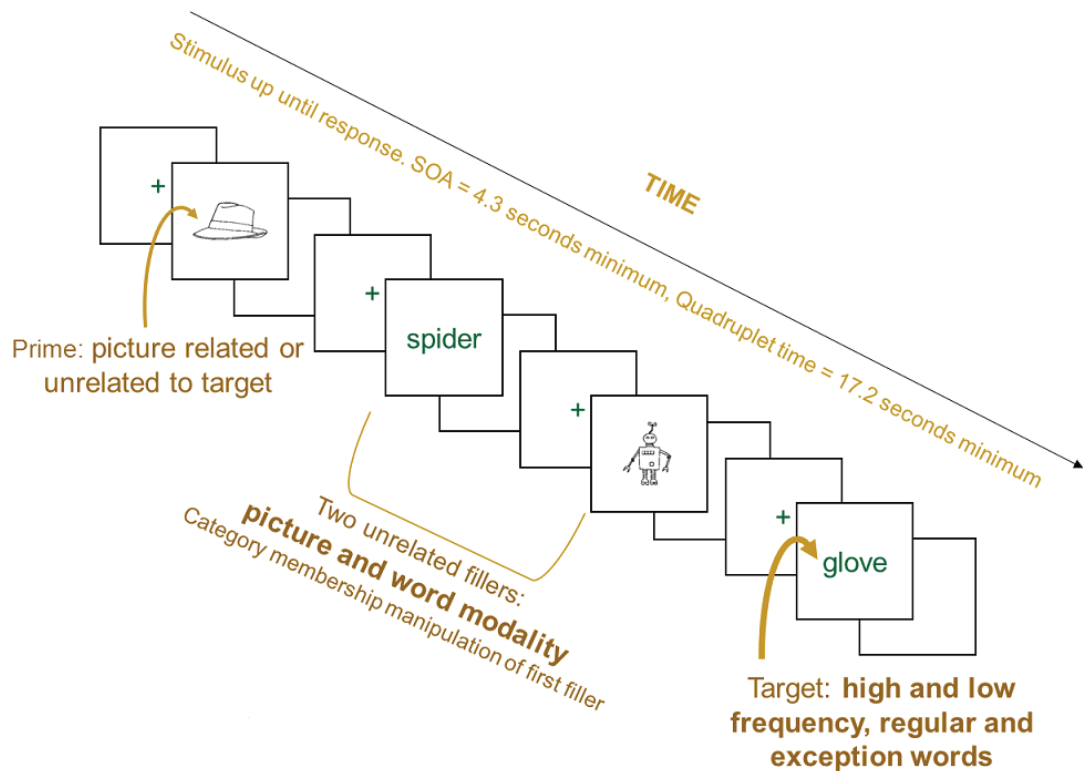 Stimulus up until response. SOA = 4.3 seconds minimum, Quadruplet time = 17.2 seconds minimum
TIME
+
Prime: picture related or
unrelated to target
+
spider
+
Two unrelated fillers:
picture and word modality
Category membership manipulation of first filler
+
glove
Target: high and low
frequency, regular and
exception words